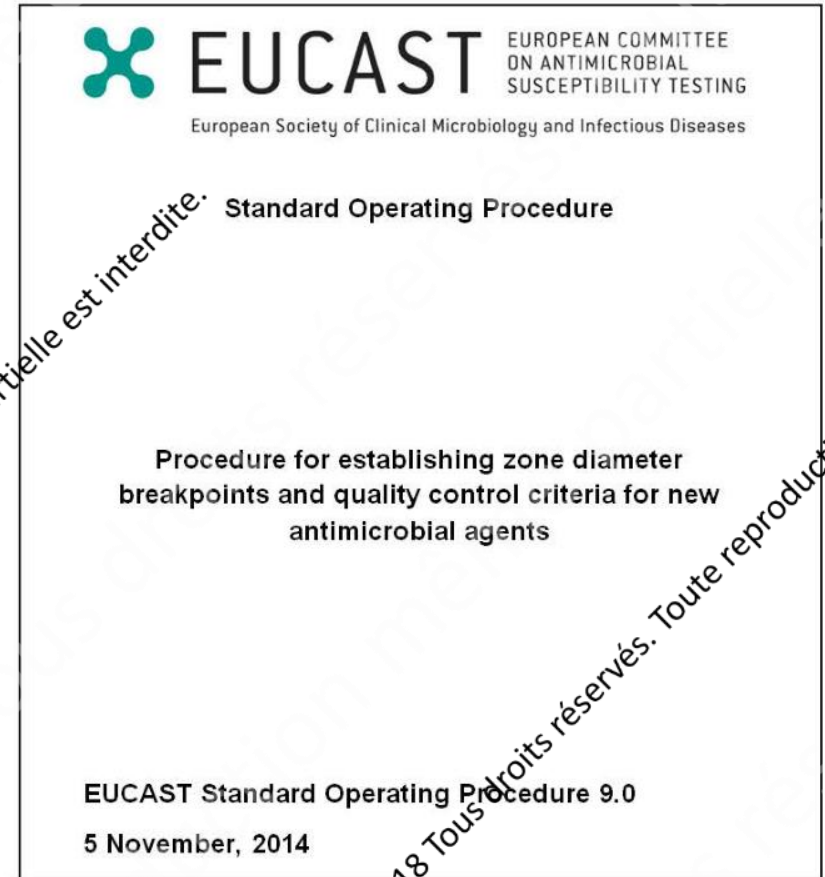 EUCAST
EUROPEAN COMMITTEE
ON ANTIMICROBIAL
SUSCEPTIBILITY TESTING
European Society of Clinical Microbiology and Infectious Diseases
Standard Operating Procedure
est interdite.
Procedure for establishing zone diameter
breakpoints and quality control criteria for new
antimicrobial agents
18 Tous droits réservés. Toute
EUCAST Standard Operating Procedure 9.0
5 November, 2014